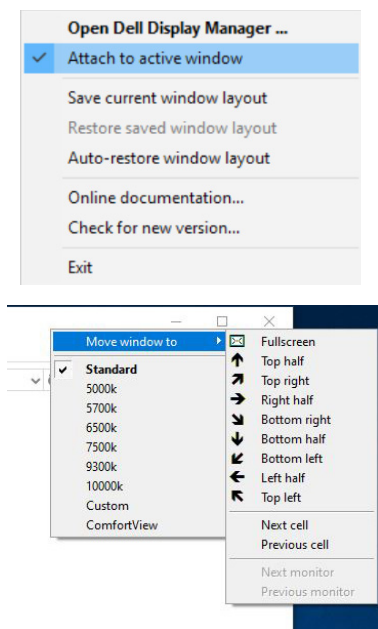 Open Dell Display Manager ...
Attach to active window
Save current window layout
Restore saved window layout
Auto-restore window layout
Online documentation...
Check for new version...
Exit
Move window to
Standard
5000k
5700k
6500k
7500k
9300k
10000k
Custom
ComfortView
Fullscreen
Top half
Top right
Right half
Bottom right
Bottom half
Bottom left
Left half
Top left
Next cell
Previous cell
Next monitor
Previous monitor